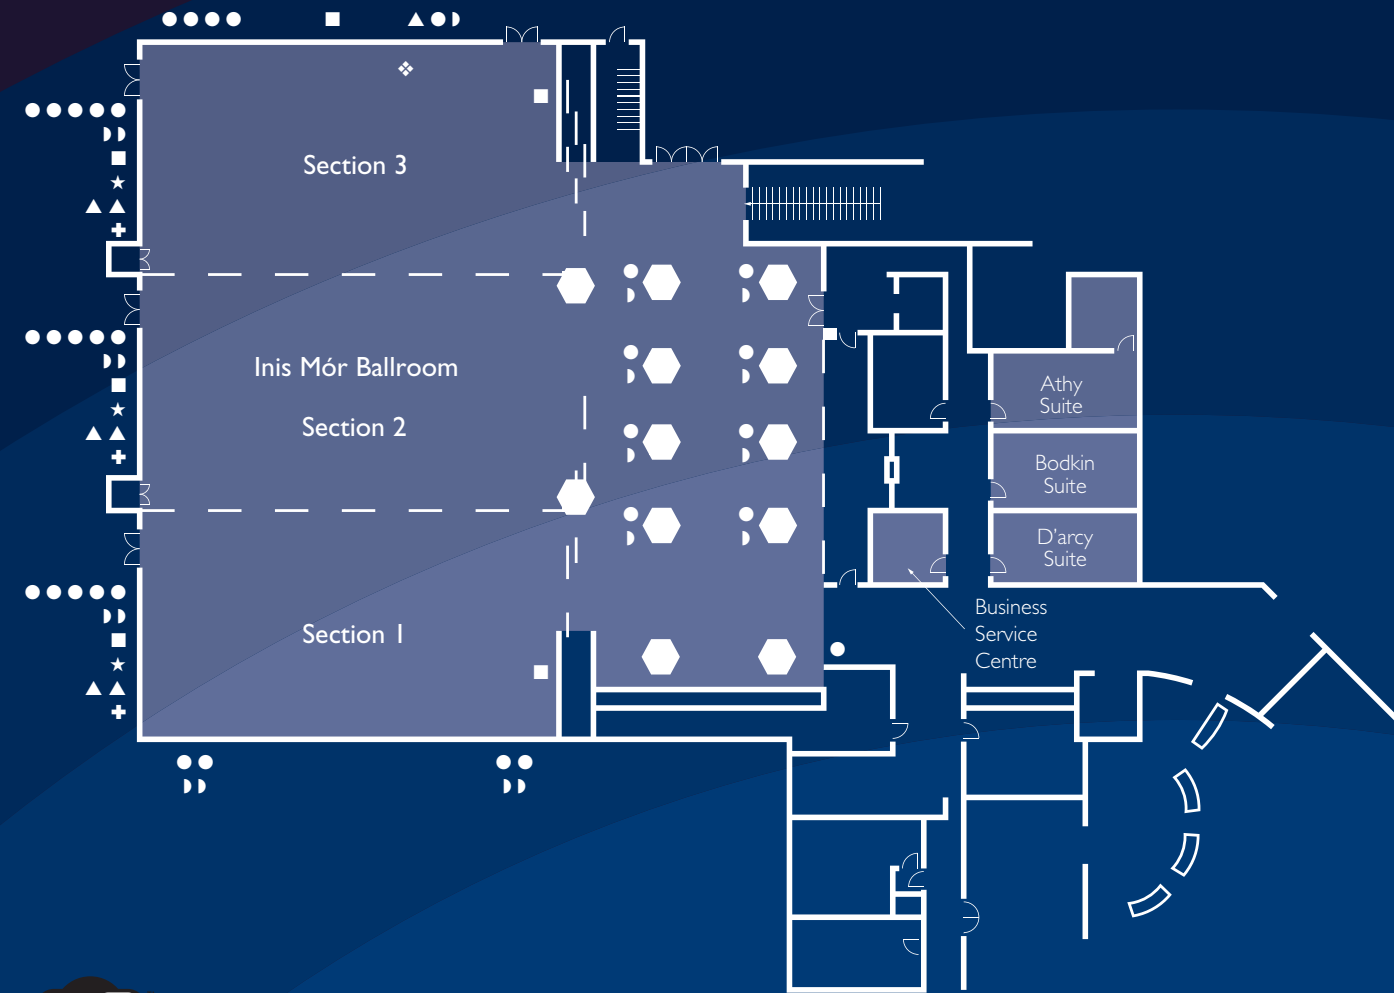 Section 3
Inis Mór Ballroom
Section 2
Section 1
Athy
Suite
Bodkin
Suite
D'arcy
Suite
Business
Service
Centre